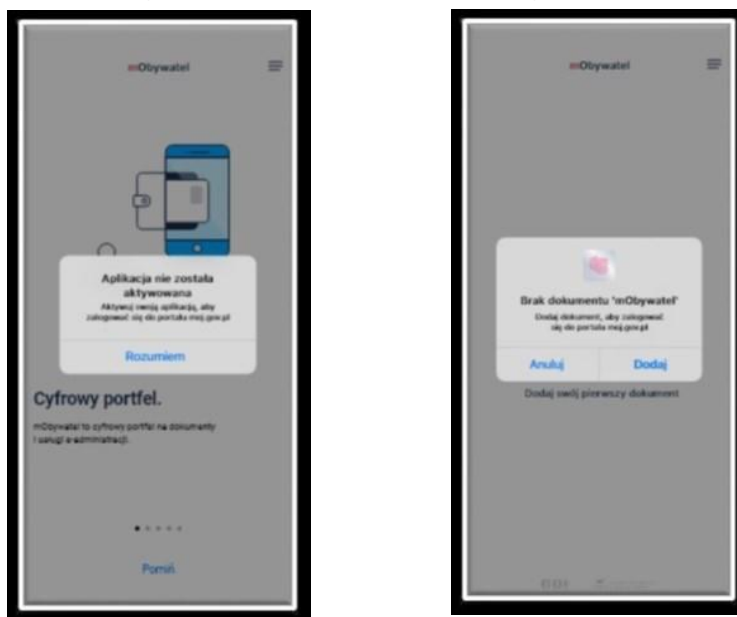 mObywatel
Aplikacja nie została
aktywowana
Aktywuj swoją aplikację, aby
zalogować się do portalu moj.gov.pl
Rozumiem
Cyfrowy portfel.
mObywatel to cyfrowy portfel na dokumenty
i usługi e-administracji.
Pomiń
mObywatel
Brak dokumentu 'mObywatel'
Dodaj dokument, aby zalogować
się do portalu moj.gov.pl
Anuluj
Dodaj
Dodaj swój pierwszy dokument